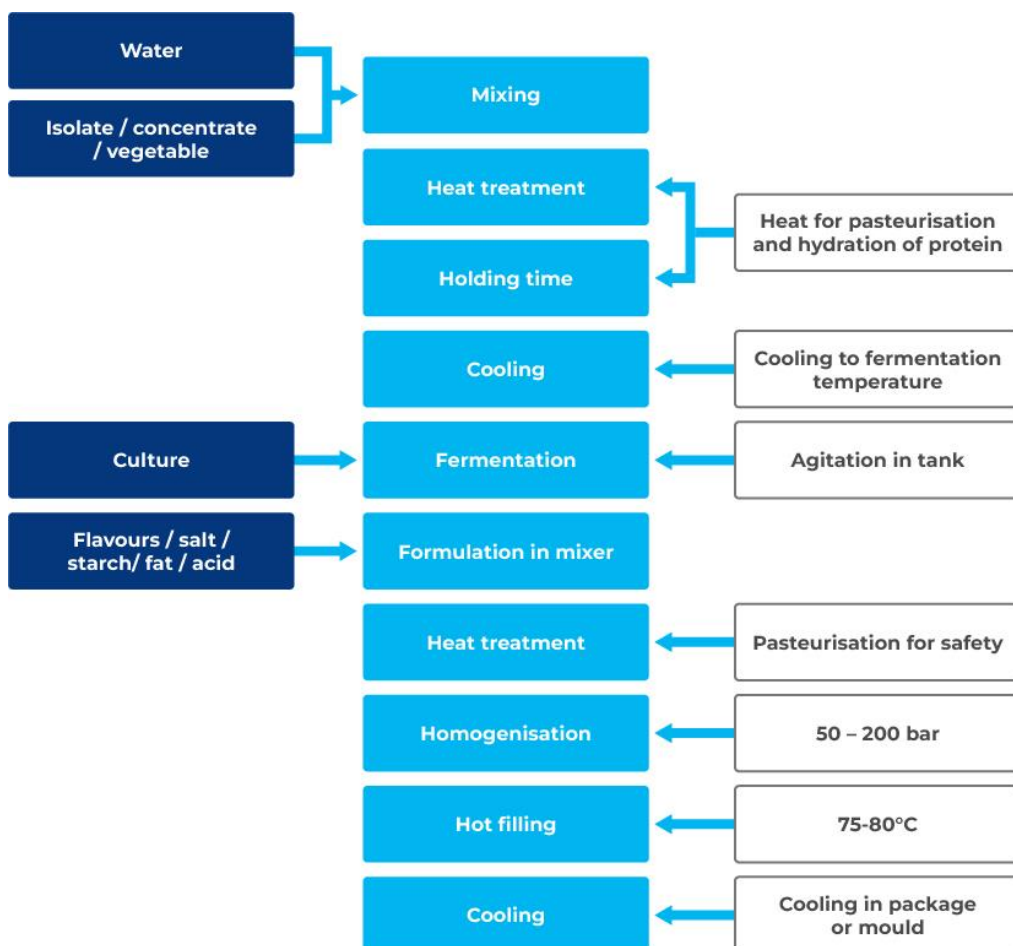 Water
Isolate / concentrate
/ vegetable
Mixing
Heat treatment
Holding time
Heat for pasteurisation
and hydration of protein
Cooling
Cooling to fermentation
temperature
Culture
Fermentation
Agitation in tank
Flavours / salt /
starch/ fat / acid
Formulation in mixer
Heat treatment
Pasteurisation for safety
Homogenisation
50 – 200 bar
Hot filling
75-80°C
Cooling
Cooling in package
or mould